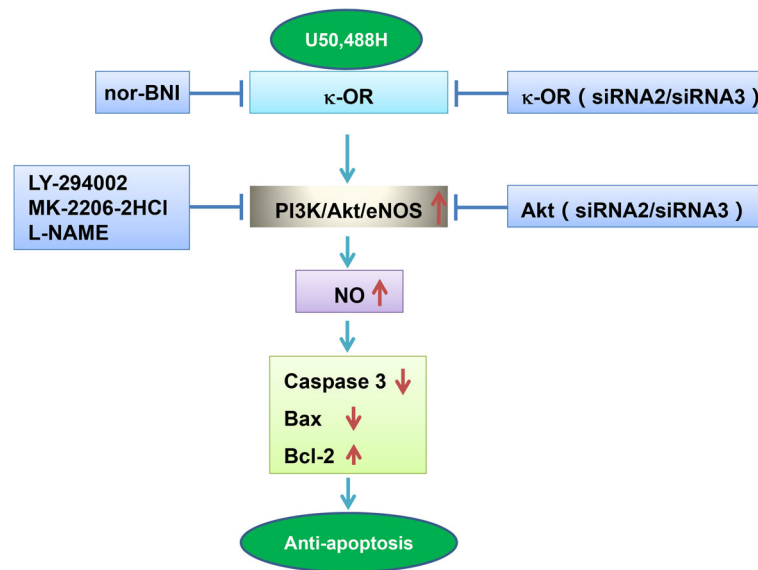 U50,488H
nor-BNI
κ-OR
κ-OR ( siRNA2/siRNA3 )
LY-294002
MK-2206-2HCl
L-NAME
PI3K/Akt/eNOS ↑
Akt ( siRNA2/siRNA3 )
NO ↑
Caspase 3 ↓
Bax ↓
Bcl-2 ↑
Anti-apoptosis